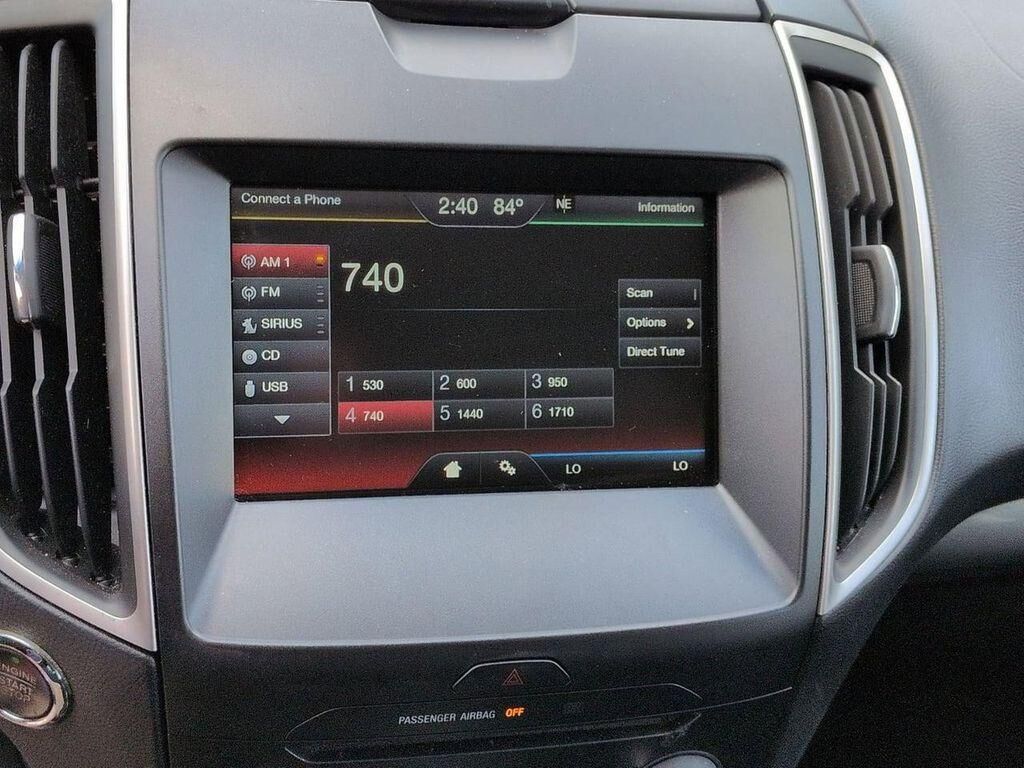 Connect a Phone
2:40 84° NE
Information
AM 1
FM
SIRIUS
CD
USB
740
Scan
Options
Direct Tune
1 530
2 600
3 950
4 740
5 1440
6 1710
LO
LO
ENGINE
START
PASSENGER AIRBAG OFF